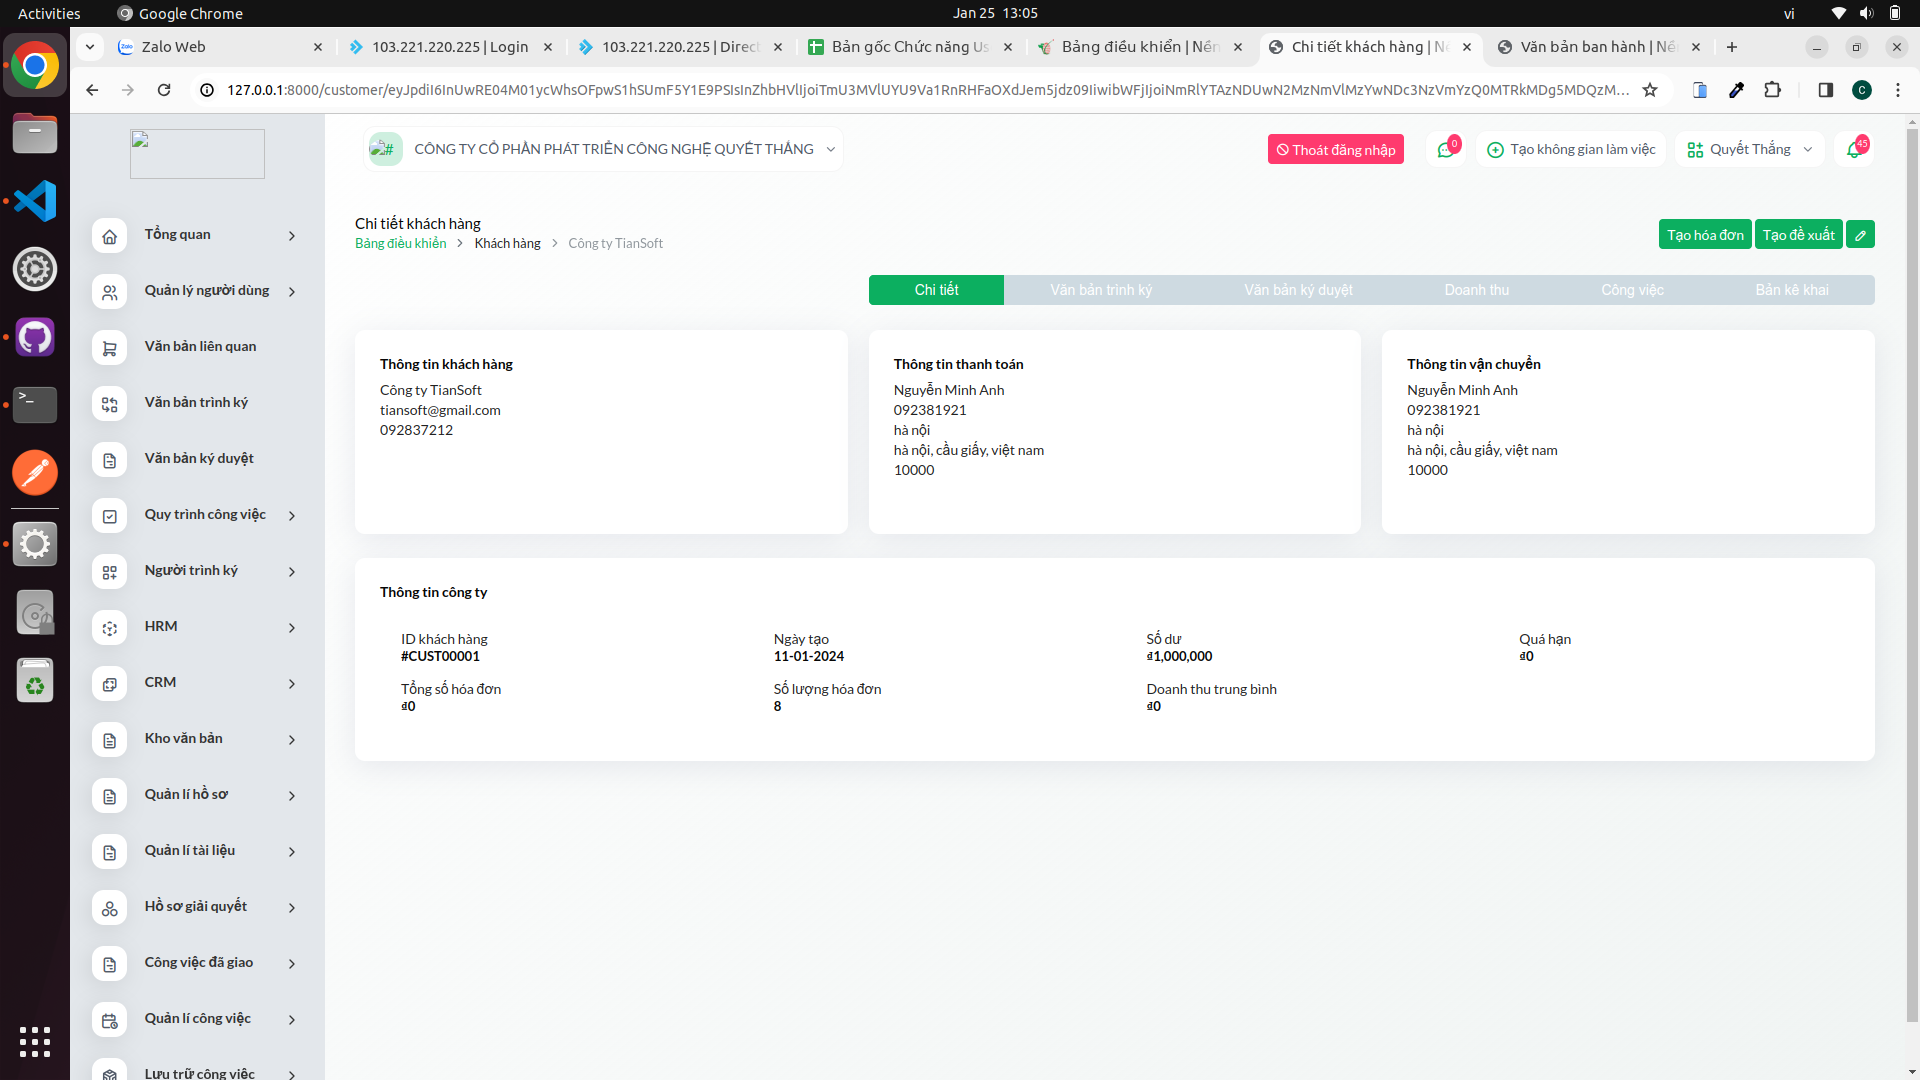 Activities
Google Chrome
Jan 25 13:05
vi
Zalo Web
103.221.220.225 | Login
103.221.220.225 | Direct
Bản gốc Chức năng Us
Bảng điều khiển | Nền
Chi tiết khách hàng | Nề
Văn bản ban hành | Nề
127.0.0.1:8000/customer/
CÔNG TY CỔ PHẦN PHÁT TRIỂN CÔNG NGHỆ QUYẾT THẮNG
Thoát đăng nhập
0
Tạo không gian làm việc
Quyết Thắng
45
Chi tiết khách hàng
Bảng điều khiển > Khách hàng > Công ty TianSoft
Tạo hóa đơn
Tạo đề xuất
Chi tiết
Văn bản trình ký
Văn bản ký duyệt
Doanh thu
Công việc
Bản kê khai
Tổng quan
Quản lý người dùng
Văn bản liên quan
Văn bản trình ký
Văn bản ký duyệt
Quy trình công việc
Người trình ký
HRM
CRM
Kho văn bản
Quản lí hồ sơ
Quản lí tài liệu
Hồ sơ giải quyết
Công việc đã giao
Quản lí công việc
Lưu trữ công việc
Thông tin khách hàng
Công ty TianSoft
tiansoft@gmail.com
092837212
Thông tin thanh toán
Nguyễn Minh Anh
092381921
hà nội
hà nội, cầu giấy, việt nam
10000
Thông tin vận chuyển
Nguyễn Minh Anh
092381921
hà nội
hà nội, cầu giấy, việt nam
10000
Thông tin công ty
ID khách hàng
#CUST00001
Ngày tạo
11-01-2024
Số dư
₫1,000,000
Quá hạn
₫0
Tổng số hóa đơn
₫0
Số lượng hóa đơn
8
Doanh thu trung bình
₫0